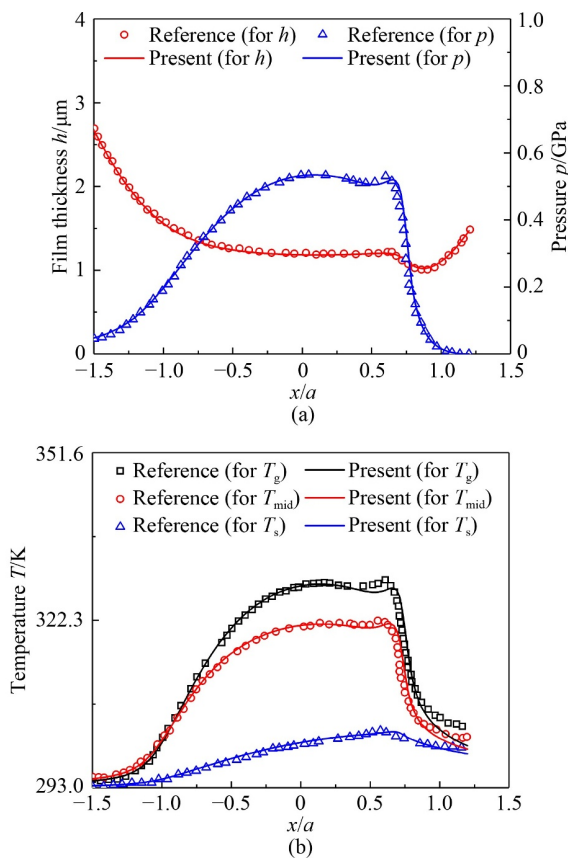 Reference (for h) Reference (for p)
Present (for h) Present (for p)
Film thickness h/μm
Pressure p/GPa
4
3
2
1
0
1.0
0.8
0.6
0.4
0.2
0
−1.5 −1.0 −0.5 0 0.5 1.0 1.5
x/a
(a)
Reference (for Tg) Present (for Tg)
Reference (for Tmid) Present (for Tmid)
Reference (for Ts) Present (for Ts)
Temperature T/K
351.6
322.3
293.0
−1.5 −1.0 −0.5 0 0.5 1.0 1.5
x/a
(b)